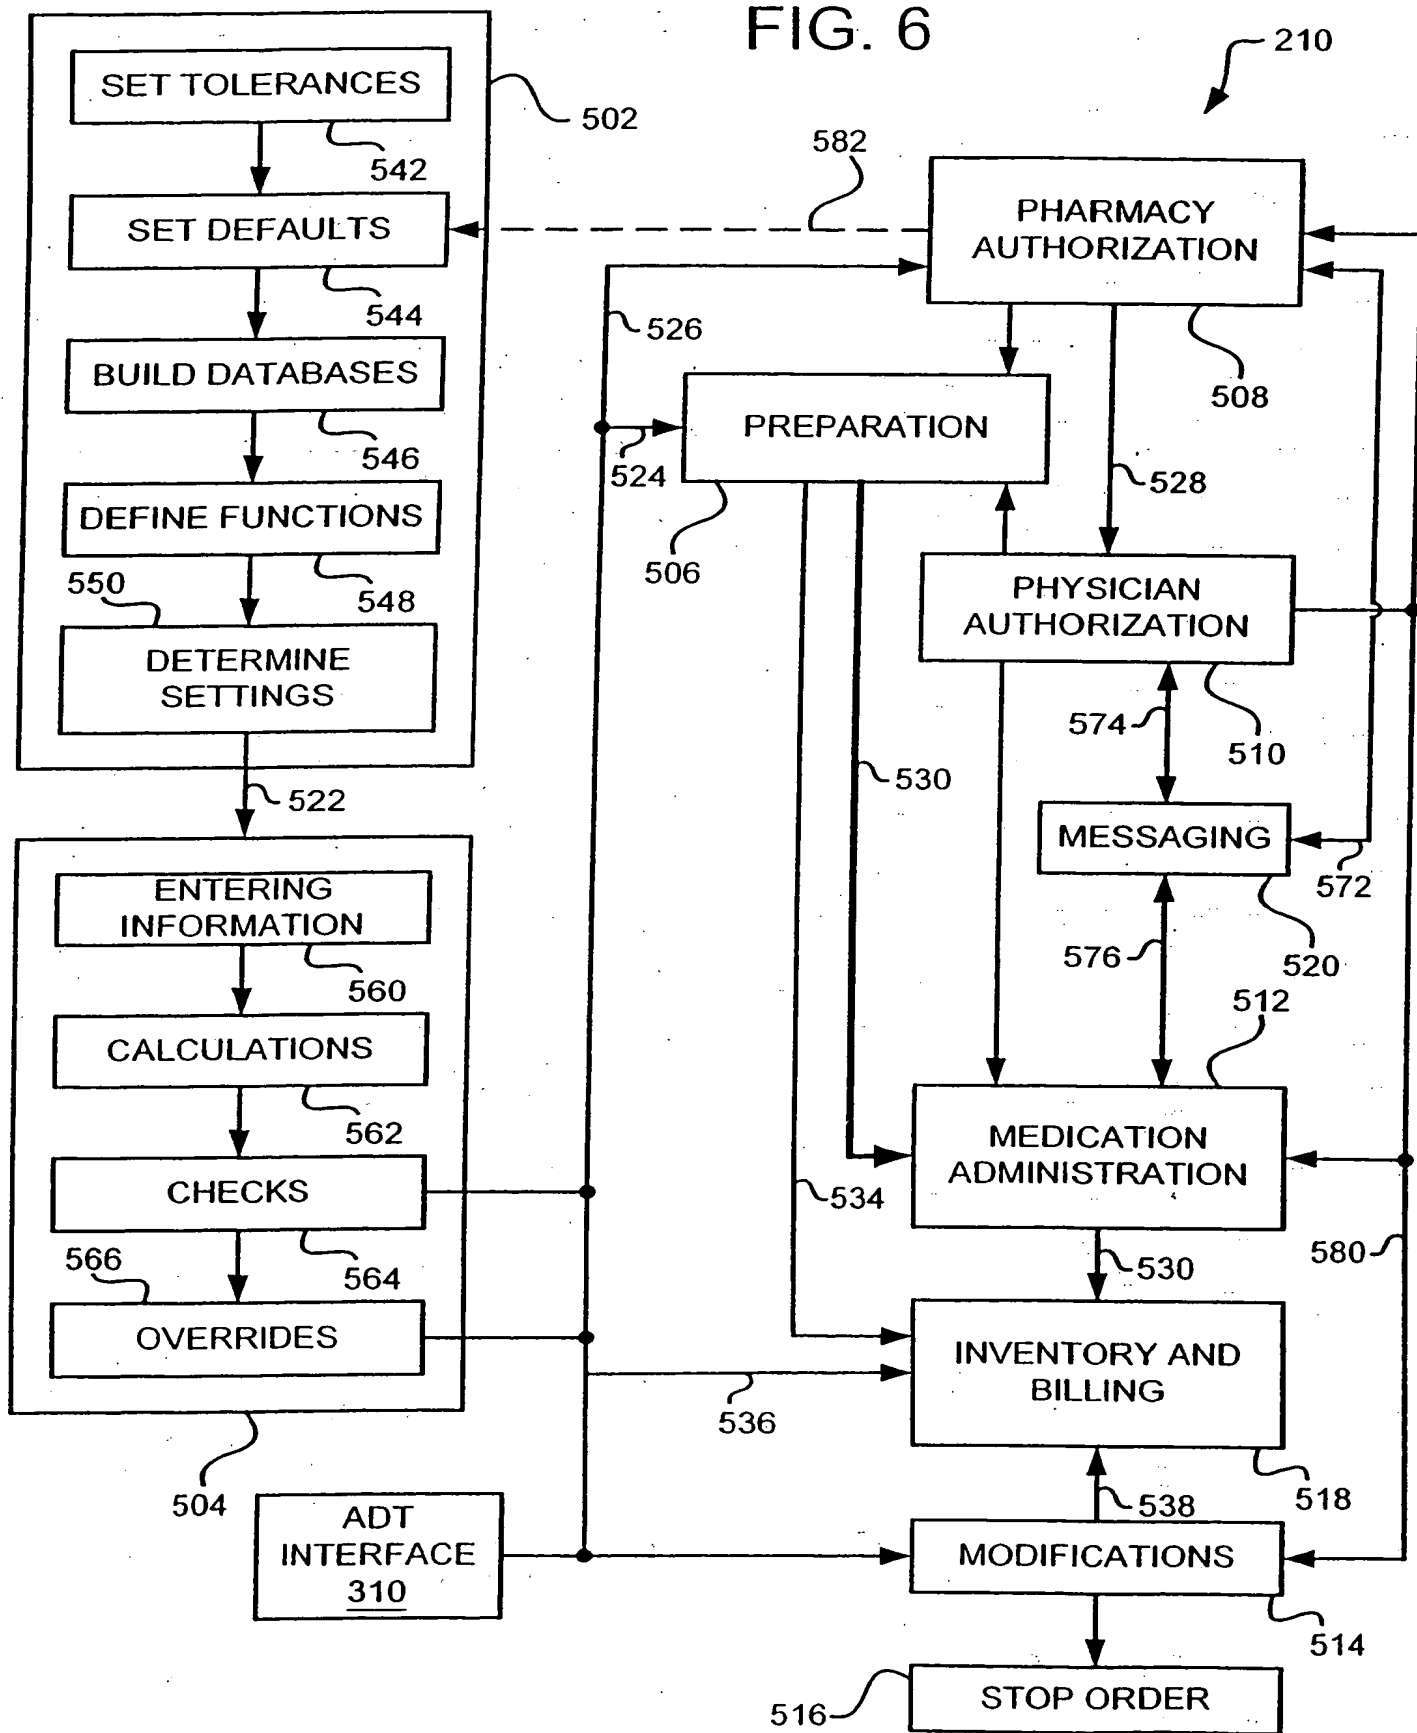 FIG. 6
210
SET TOLERANCES
502
542
582
SET DEFAULTS
PHARMACY
AUTHORIZATION
544
526
508
BUILD DATABASES
PREPARATION
546
524
528
DEFINE FUNCTIONS
506
550
548
PHYSICIAN
AUTHORIZATION
DETERMINE
SETTINGS
574
510
530
522
MESSAGING
572
ENTERING
INFORMATION
576
520
560
512
CALCULATIONS
562
MEDICATION
ADMINISTRATION
CHECKS
534
566
564
530
580
OVERRIDES
INVENTORY AND
BILLING
536
504
518
538
ADT
INTERFACE
310
MODIFICATIONS
514
516
STOP ORDER